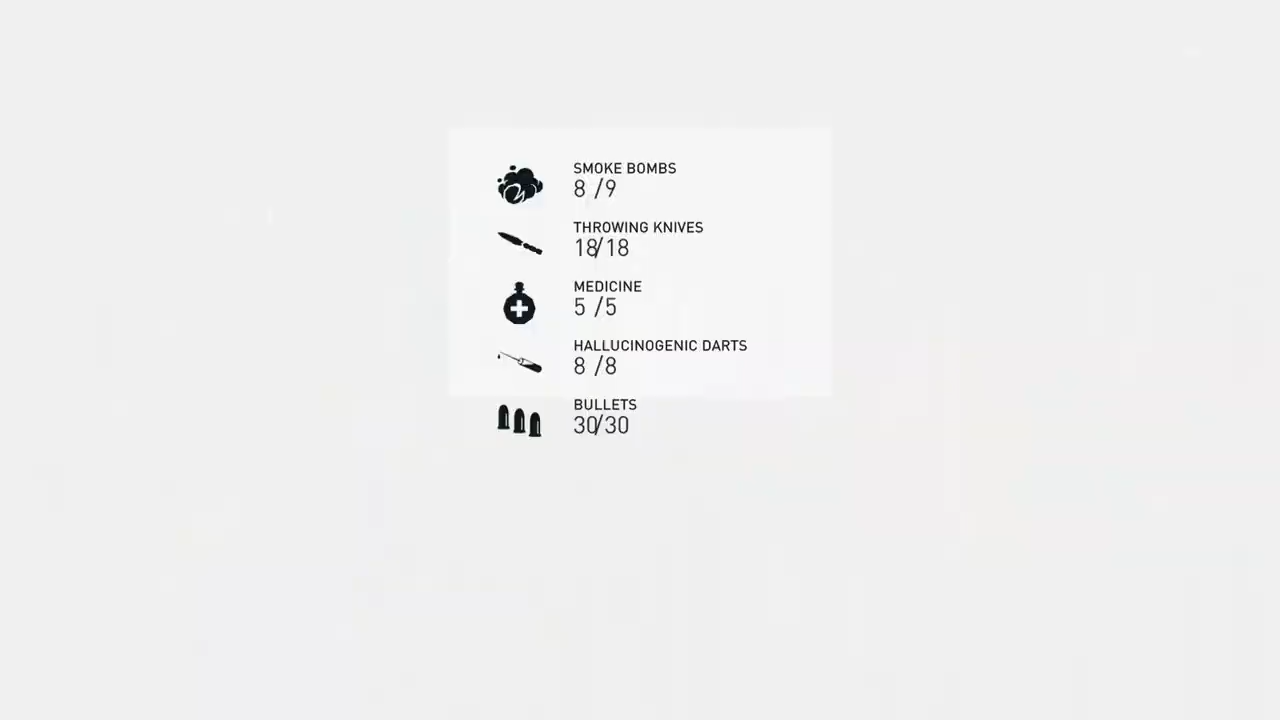 SMOKE BOMBS
8 /9
THROWING KNIVES
18/18
MEDICINE
5 /5
HALLUCINOGENIC DARTS
8 /8
BULLETS
30/30